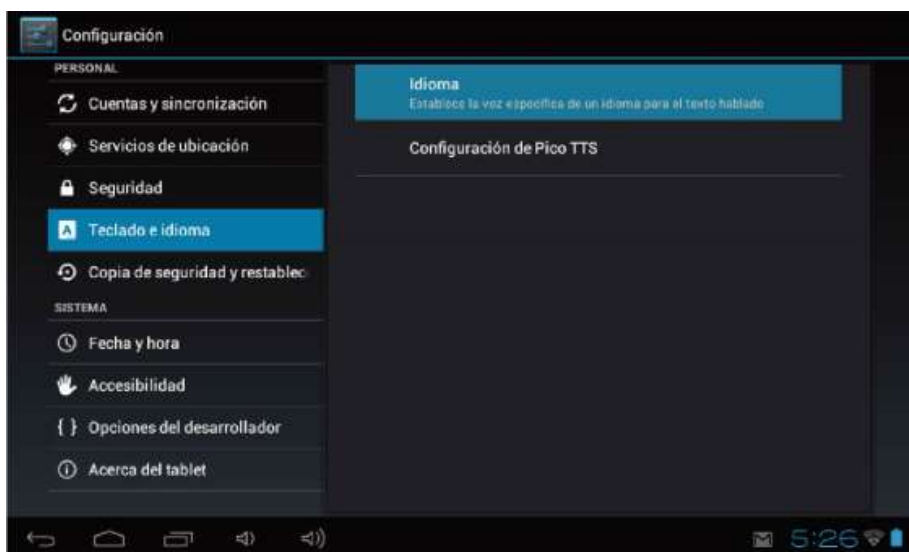 Configuración
PERSONAL
Cuentas y sincronización
Servicios de ubicación
Seguridad
A Teclado e idioma
Copia de seguridad y restablec
SISTEMA
Fecha y hora
Accesibilidad
{ } Opciones del desarrollador
Acerca del tablet
Idioma
Establece la voz específica de un idioma para el texto hablado
Configuración de Pico TTS
5:26